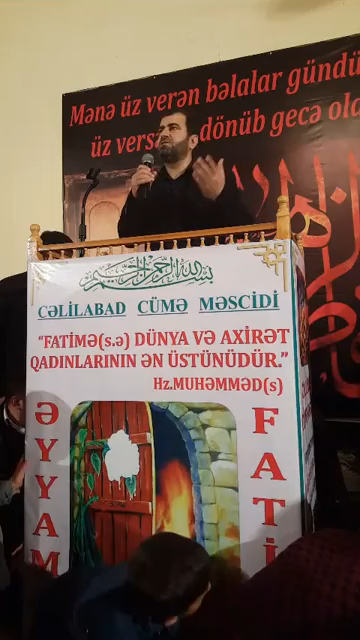 Mənə üz verən bəlalar gündü
üz versə dönüb gecə ola
بسم الله الرحمن الرحيم
CƏLİLABAD CÜMƏ MƏSCİDİ
“FATİMƏ(s.ə) DÜNYA VƏ AXİRƏT
QADINLARININ ƏN ÜSTÜNÜDÜR.”
Hz.MUHƏMMƏD(s)
ƏYYAM
FATİ